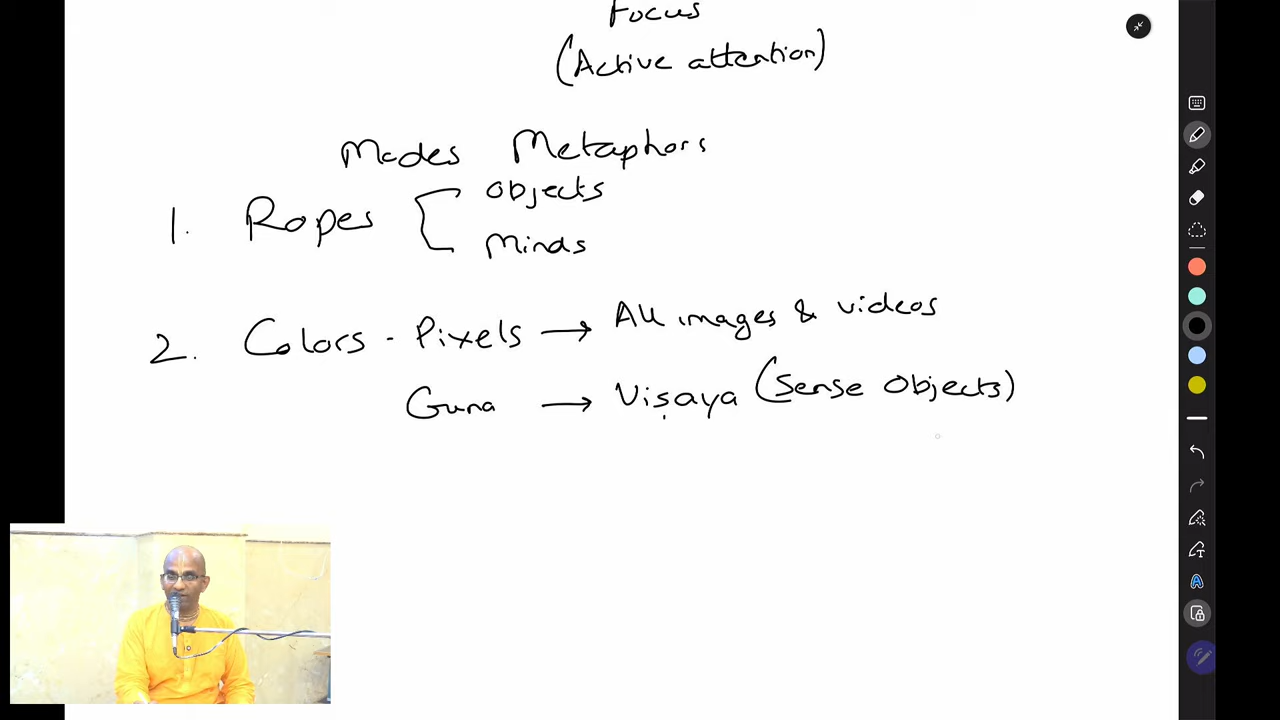 Focus
(Active attention)
Modes Metaphors
1. Ropes { Objects
Minds
2. Colors - Pixels → All images & videos
Guna → Viṣaya (Sense Objects)